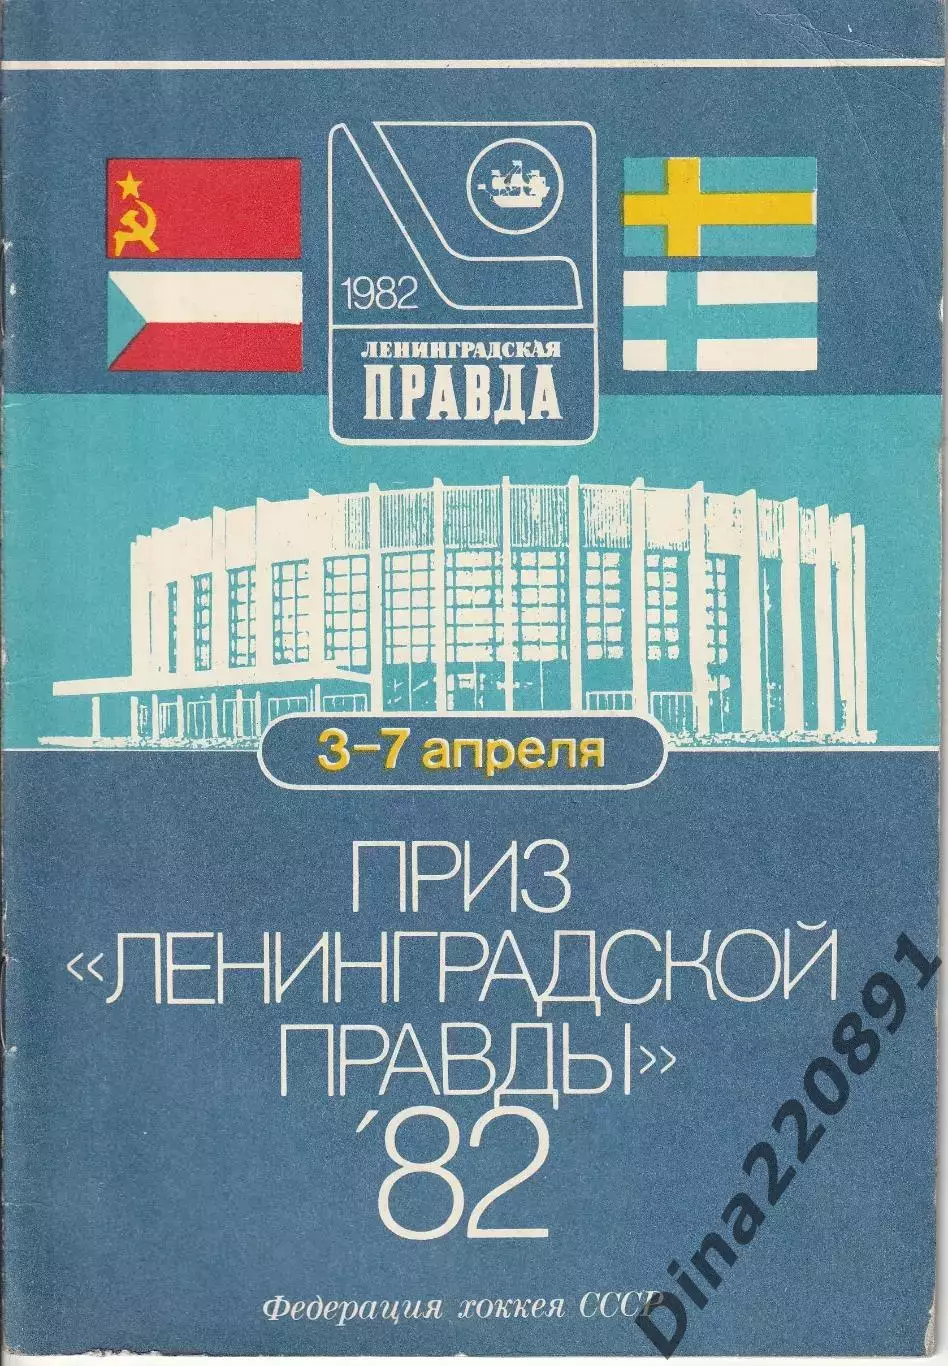 1982
ЛЕНИНГРАДСКАЯ
ПРАВДА
3-7 апреля
ПРИЗ
«ЛЕНИНГРАДСКОЙ
ПРАВДЫ»
'82
Федерация хоккея СССР
Dina220891